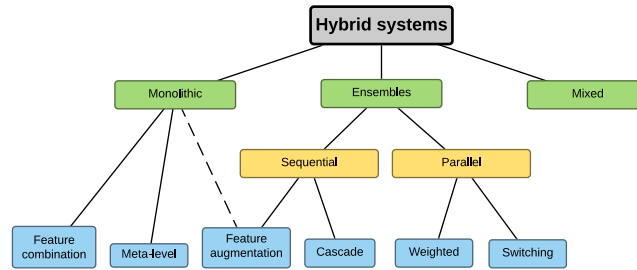 Hybrid systems
Monolithic
Ensembles
Mixed
Sequential
Parallel
Feature
combination
Meta-level
Feature
augmentation
Cascade
Weighted
Switching